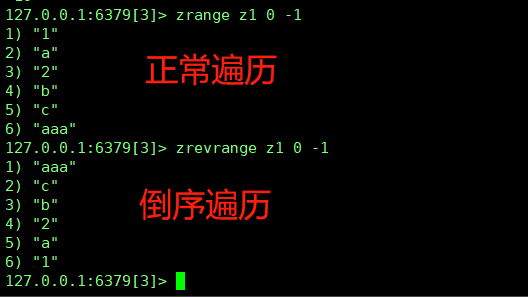 127.0.0.1:6379[3]> zrange z1 0 -1
1) "1"
2) "a"
3) "2"
4) "b"
5) "c"
6) "aaa"
正常遍历
127.0.0.1:6379[3]> zrevrange z1 0 -1
1) "aaa"
2) "c"
3) "b"
4) "2"
5) "a"
6) "1"
倒序遍历
127.0.0.1:6379[3]>